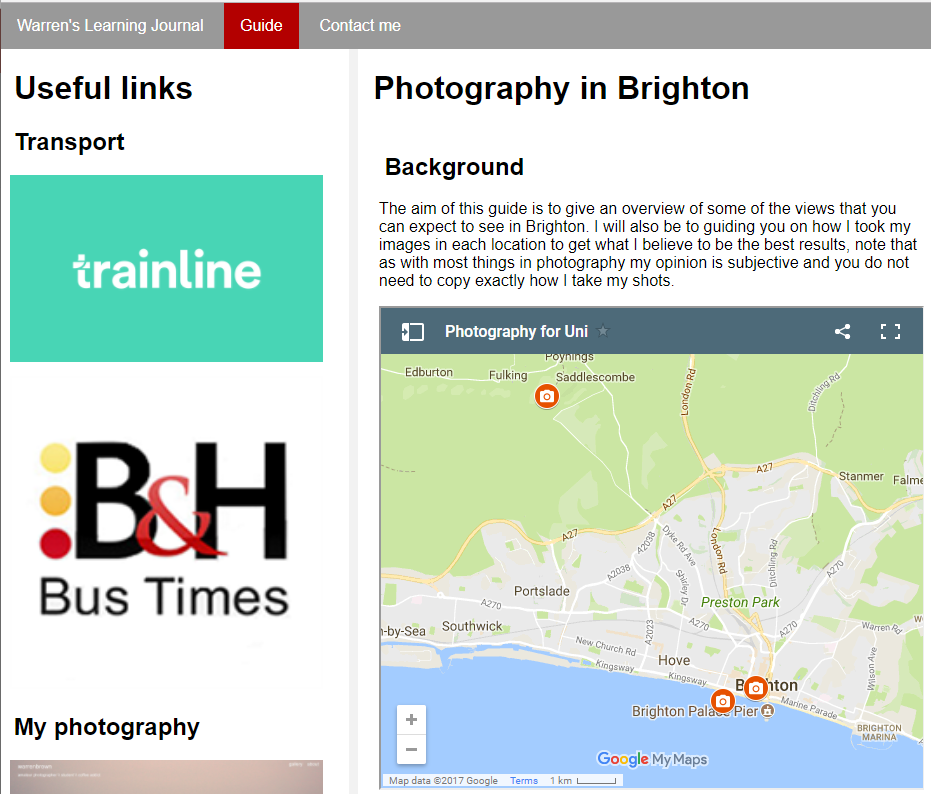 Warren's Learning Journal Guide Contact me
Useful links
Transport
trainline
B&H
Bus Times
My photography
Photography in Brighton
Background
The aim of this guide is to give an overview of some of the views that you
can expect to see in Brighton. I will also be to guiding you on how I took my
images in each location to get what I believe to be the best results, note that
as with most things in photography my opinion is subjective and you do not
need to copy exactly how I take my shots.
Photography for Uni
Poynings
Edburton
Fulking
Saddlescombe
London Rd
Ditchling Rd
A27
Stanmer
A27
A27
Dyke Rd Ave
London Rd
Ditchling Rd
A2038
A2038
A270
Portslade
Shirley Dr
Preston Park
A270
Southwick
A2023
A270
A270
Warren Rd
-by-Sea
New Church Rd
Hove
Kingsway
Kingsway
Wilson Ave
Brighton Palace Pier
Marine Parade
BRIGHTON
MARINA
+
−
Google My Maps
Map data ©2017 Google Terms 1 km